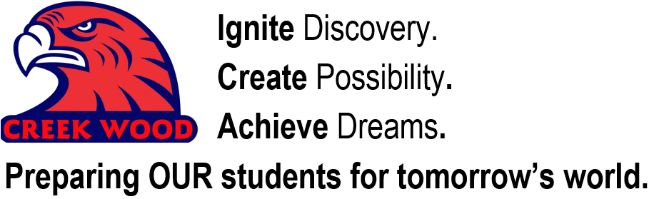 CREEK WOOD
Ignite Discovery.
Create Possibility.
Achieve Dreams.
Preparing OUR students for tomorrow's world.